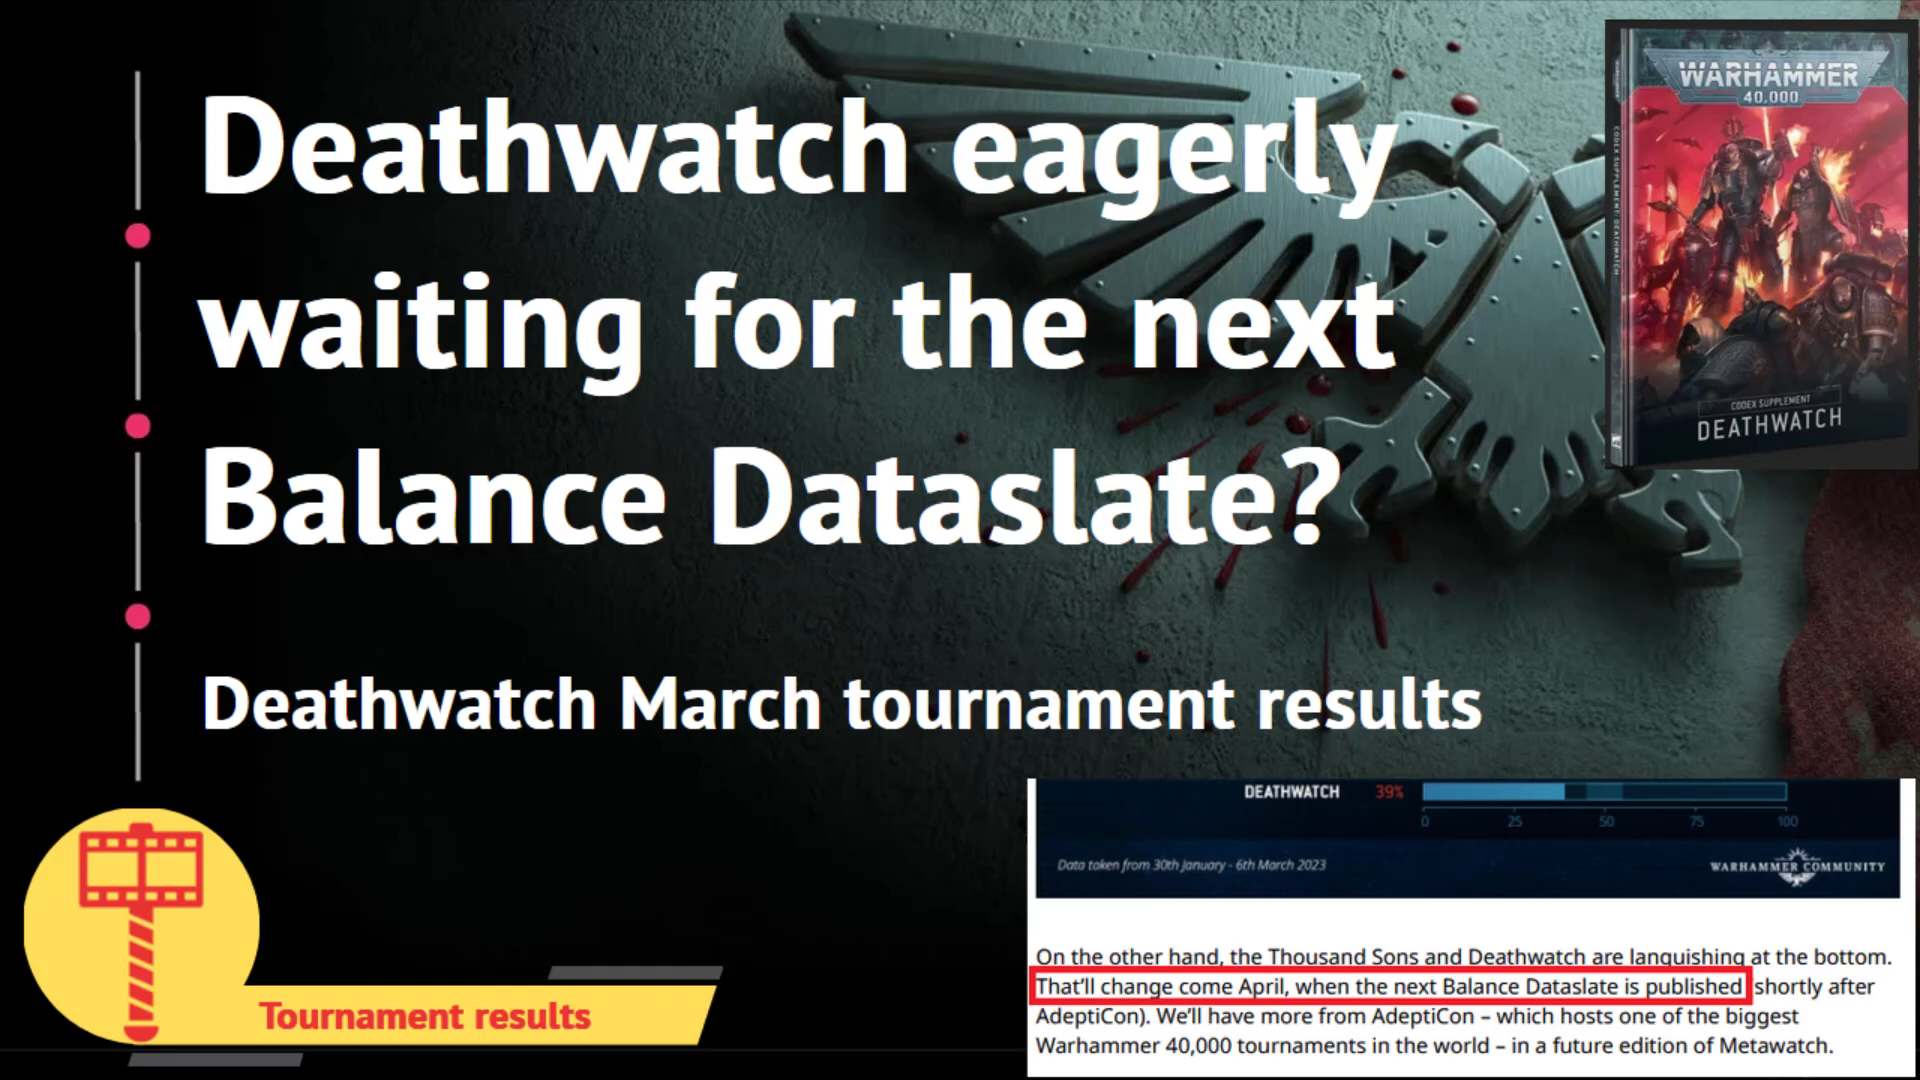 Deathwatch eagerly
waiting for the next
Balance Dataslate?
Deathwatch March tournament results
Tournament results
WARHAMMER
40,000
CODEX SUPPLEMENT: DEATHWATCH
CODEX SUPPLEMENT
DEATHWATCH
DEATHWATCH 39%
0 25 50 75 100
Data taken from 30th January - 6th March 2023
WARHAMMER COMMUNITY
On the other hand, the Thousand Sons and Deathwatch are languishing at the bottom.
That'll change come April, when the next Balance Dataslate is published shortly after
AdeptiCon). We'll have more from AdeptiCon – which hosts one of the biggest
Warhammer 40,000 tournaments in the world – in a future edition of Metawatch.